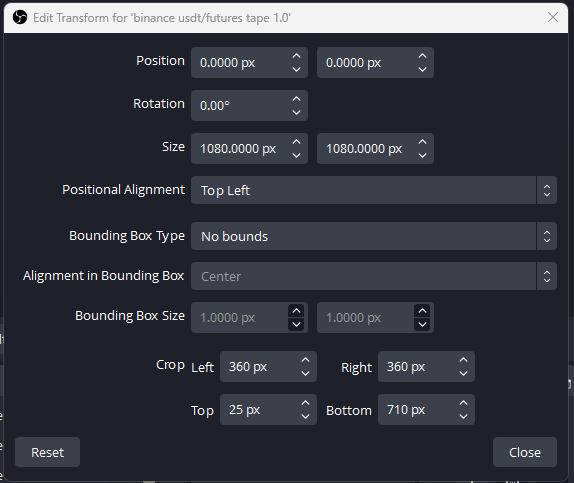 Edit Transform for 'binance usdt/futures tape 1.0'
Position 0.0000 px 0.0000 px
Rotation 0.00°
Size 1080.0000 px 1080.0000 px
Positional Alignment Top Left
Bounding Box Type No bounds
Alignment in Bounding Box Center
Bounding Box Size 1.0000 px 1.0000 px
Crop Left 360 px Right 360 px
Top 25 px Bottom 710 px
Reset Close